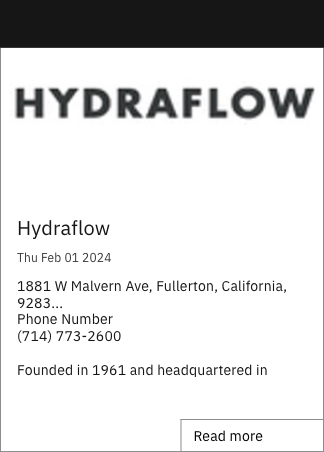 HYDRAFLOW
Hydraflow
Thu Feb 01 2024
1881 W Malvern Ave, Fullerton, California,
9283...
Phone Number
(714) 773-2600
Founded in 1961 and headquartered in
Read more